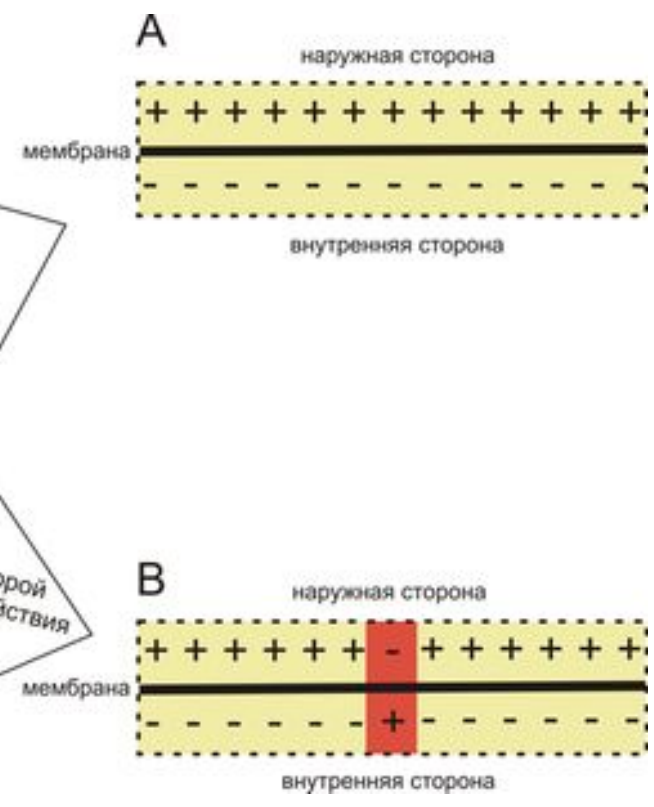 A
наружная сторона
+ + + + + + + + + + + + +
мембрана
- - - - - - - - - - - - -
внутренняя сторона
B
наружная сторона
+ + + + + + - + + + + + +
мембрана
- - - - - - + - - - - - -
внутренняя сторона